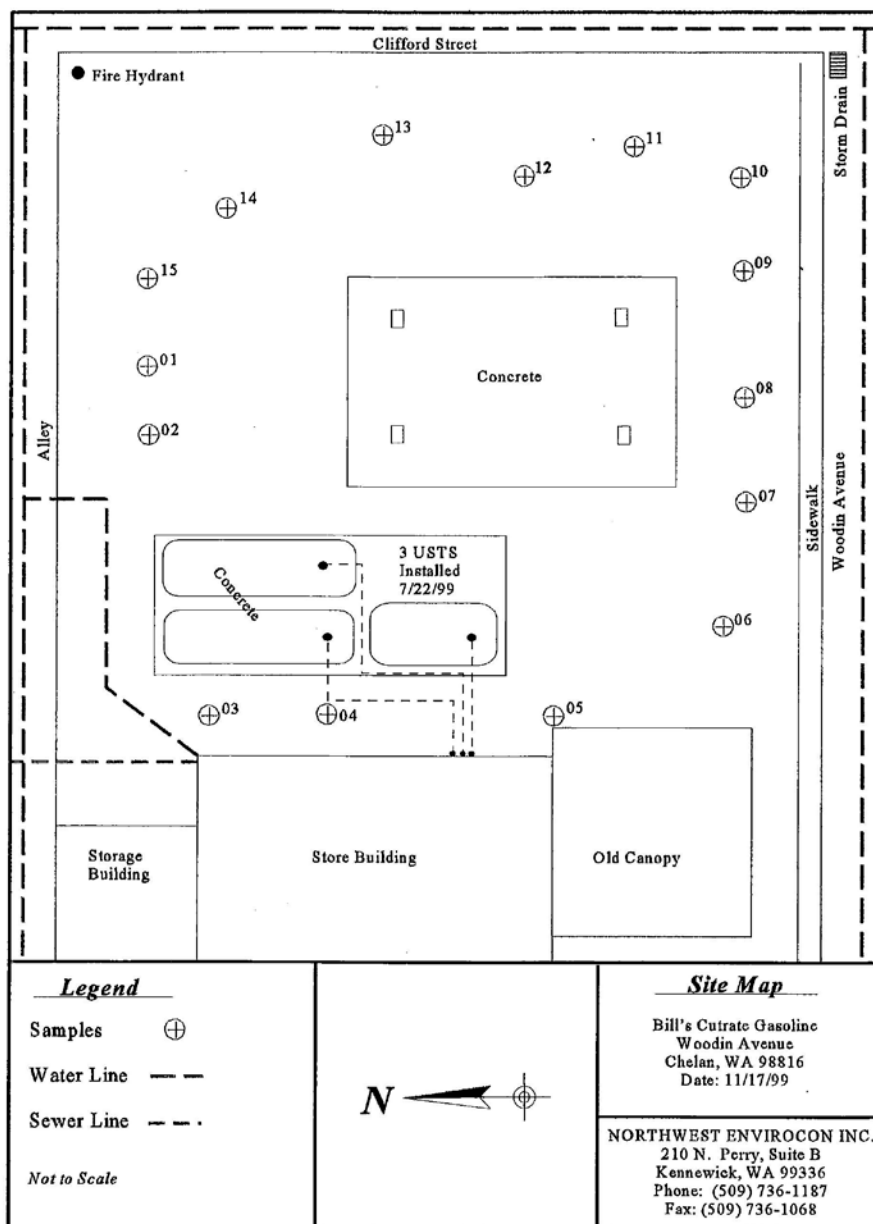 Clifford Street
Fire Hydrant
Storm Drain
13
11
12
10
14
09
15
01
Concrete
08
02
Alley
07
Sidewalk
Woodin Avenue
3 USTS
Installed
7/22/99
Concrete
06
03
04
05
Storage
Building
Store Building
Old Canopy
Legend
Samples
Water Line
Sewer Line
Not to Scale
N
Site Map
Bill's Cutrate Gasoline
Woodin Avenue
Chelan, WA 98816
Date: 11/17/99
NORTHWEST ENVIROCON INC.
210 N. Perry, Suite B
Kennewick, WA 99336
Phone: (509) 736-1187
Fax: (509) 736-1068